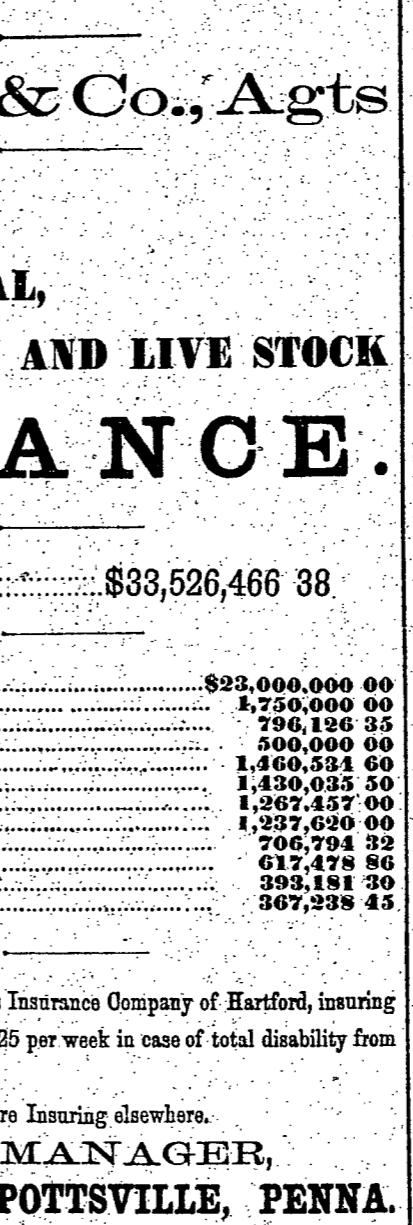 & Co., Agts
AL,
AND LIVE STOCK
ANCE.
$33,526,466 38
$23,000,000 00
1,750,000 00
796,126 35
500,000 00
1,460,534 60
1,430,035 50
1,267,457 00
1,237,620 00
706,794 32
617,478 86
393,181 30
367,238 45
Insurance Company of Hartford, insuring
25 per week in case of total disability from
re Insuring elsewhere.
MANAGER,
POTTSVILLE, PENNA.